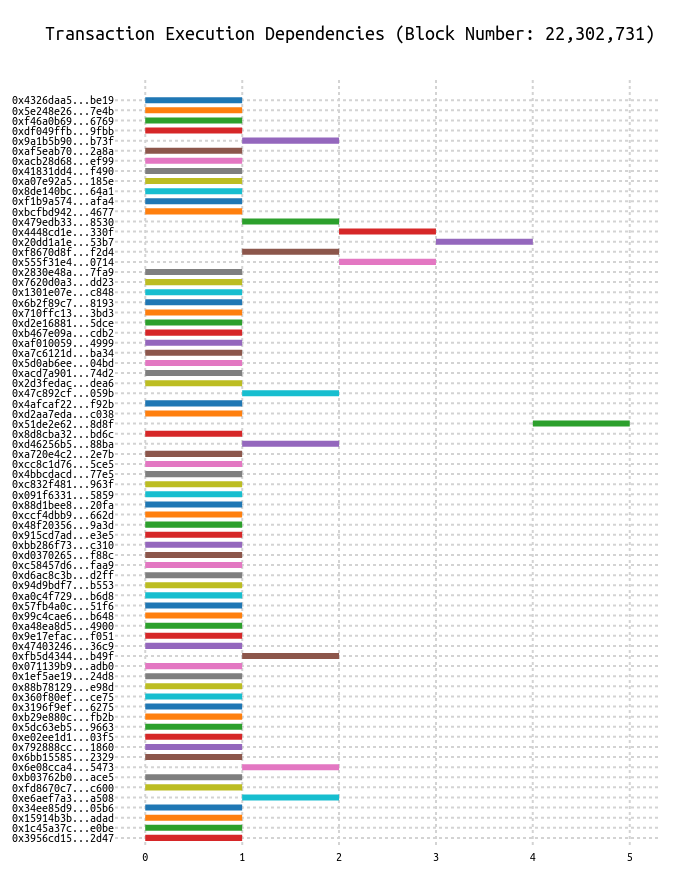 Transaction Execution Dependencies (Block Number: 22,302,731)
0x4326daa5...be19
0x5e248e26...7e4b
0xf46a0b69...6769
0xdf049ffb...9fbb
0x9a1b5b90...b73f
0xaf5eab70...2a8a
0xacb28d68...ef99
0x41831dd4...f490
0xa07e92a5...185e
0x8de140bc...64a1
0xf1b9a574...afa4
0xbcfbd942...4677
0x479edb33...8530
0x4448cd1e...330f
0x20dd1a1e...53b7
0xf8670d8f...f2d4
0x555f31e4...0714
0x2830e48a...7fa9
0x7620d0a3...dd23
0x1301e07e...c848
0x6b2f89c7...8193
0x710ffc13...3bd3
0xd2e16881...5dce
0xb467e09a...cdb2
0xaf010059...4999
0xa7c6121d...ba34
0x5d0ab6ee...04bd
0xacd7a901...74d2
0x2d3fedac...dea6
0x47c892cf...059b
0x4afcaf22...f92b
0xd2aa7eda...c038
0x51de2e62...8d8f
0x8d8cba32...bd6c
0xd46256b5...88ba
0xa720e4c2...2e7b
0xcc8c1d76...5ce5
0x4bbcdacd...77e5
0xc832f481...963f
0x091f6331...5859
0x88d1bee8...20fa
0xccf4dbb9...662d
0x48f20356...9a3d
0x915cd7ad...e3e5
0xbb286f73...c310
0xd0370265...f88c
0xc58457d6...faa9
0xd6ac8c3b...d2ff
0x94d9bdf7...b553
0xa0c4f729...b6d8
0x57fb4a0c...51f6
0x99c4cae6...b648
0xa48ea8d5...4900
0x9e17efac...f051
0x47403246...36c9
0xfb5d4344...b49f
0x071139b9...adb0
0x1ef5ae19...24d8
0x88b78129...e98d
0x360f80ef...ce75
0x3196f9ef...6275
0xb29e880c...fb2b
0x5dc63eb5...9663
0xe02ee1d1...03f5
0x792888cc...1860
0x6bb15585...2329
0x6e08cca4...5473
0xb03762b0...ace5
0xfd8670c7...c600
0xe6aef7a3...a508
0x34ee85d9...05b6
0x15914b3b...adad
0x1c45a37c...e0be
0x3956cd15...2d47
0 1 2 3 4 5